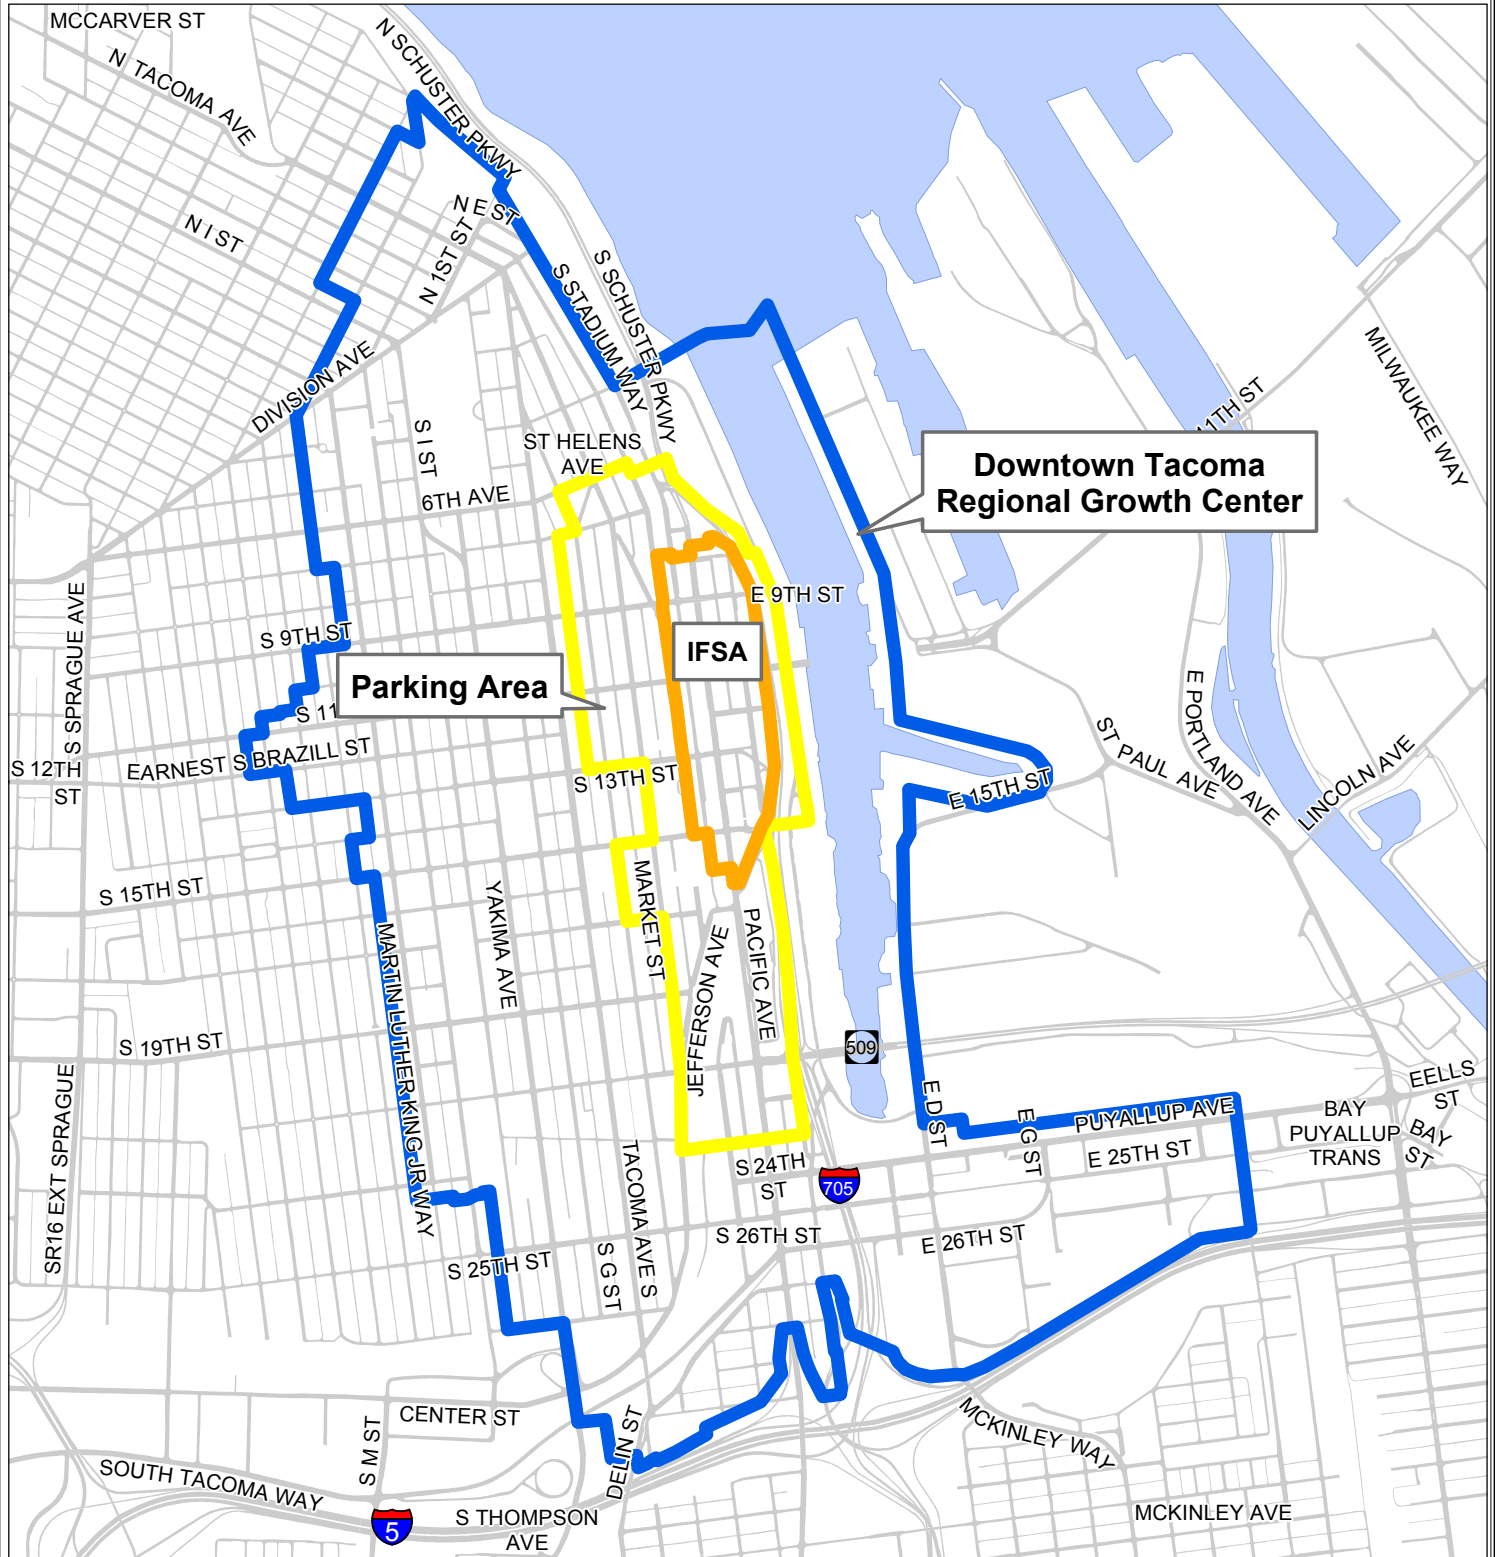 MCCARVER ST
N TACOMA AVE
N SCHUSTER PKWY
N I ST
N E ST
N 1ST ST
S STADIUM WAY
S SCHUSTER PKWY
DIVISION AVE
S I ST
ST HELENS
AVE
6TH AVE
11TH ST
MILWAUKEE WAY
Downtown Tacoma
Regional Growth Center
E 9TH ST
IFSA
S SPRAGUE AVE
S 9TH ST
Parking Area
S 11
EARNEST S BRAZILL ST
S 12TH
ST
S 13TH ST
E PORTLAND AVE
ST PAUL AVE
LINCOLN AVE
E 15TH ST
S 15TH ST
YAKIMA AVE
MARKET ST
JEFFERSON AVE
PACIFIC AVE
MARTIN LUTHER KING JR WAY
S 19TH ST
509
SR16 EXT SPRAGUE
E D ST
E G ST
PUYALLUP AVE
E 25TH ST
BAY
PUYALLUP
TRANS
EELLS
ST
BAY
ST
S 24TH
ST
705
TACOMA AVE S
S 26TH ST
E 26TH ST
S 25TH ST
S G ST
CENTER ST
S M ST
DELIN ST
MCKINLEY WAY
SOUTH TACOMA WAY
5
S THOMPSON
AVE
MCKINLEY AVE